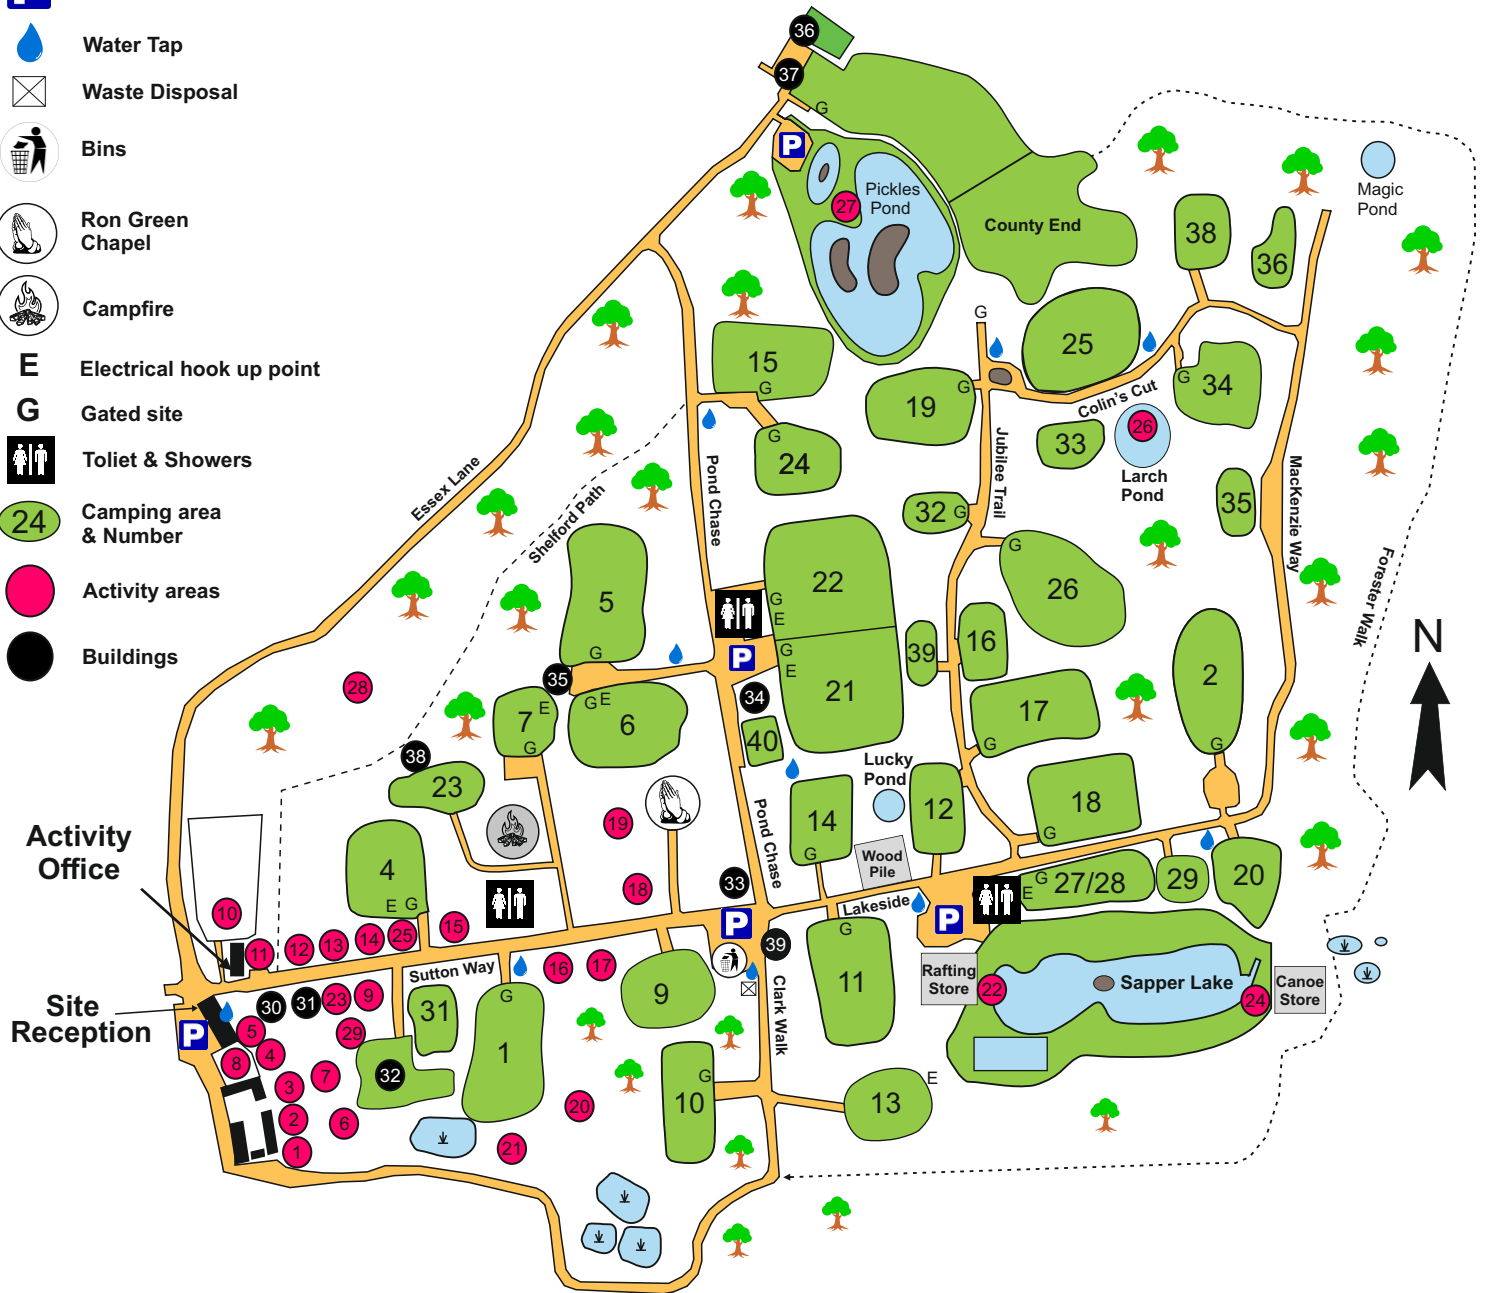 P
Water Tap
Waste Disposal
Bins
Ron Green
Chapel
Campfire
E
Electrical hook up point
G
Gated site
Toliet & Showers
24
Camping area
& Number
Activity areas
Buildings
36
37
G
P
27
Pickles
Pond
County End
38
36
Magic
Pond
G
25
15
G
19
G
G
34
Colin's Cut
33
26
Larch
Pond
G
24
Essex Lane
Shelford Path
Pond Chase
32
G
Jubilee Trail
35
MacKenzie Way
Forester Walk
N
5
G
22
G
E
G
26
P
G
E
21
39
16
2
G
35
34
28
7
E
G
G
E
6
40
17
G
38
23
Lucky
Pond
14
G
12
18
G
Activity
Office
19
Pond Chase
Wood
Pile
4
E
G
18
33
Lakeside
P
G
E
27/28
29
20
10
11
12
13
14
25
15
P
39
11
G
Sutton Way
16
17
9
Clark Walk
Rafting
Store
22
Sapper Lake
24
Canoe
Store
Site
Reception
P
30
31
23
9
5
29
8
4
31
G
1
3
7
32
2
6
1
20
21
10
G
13
E